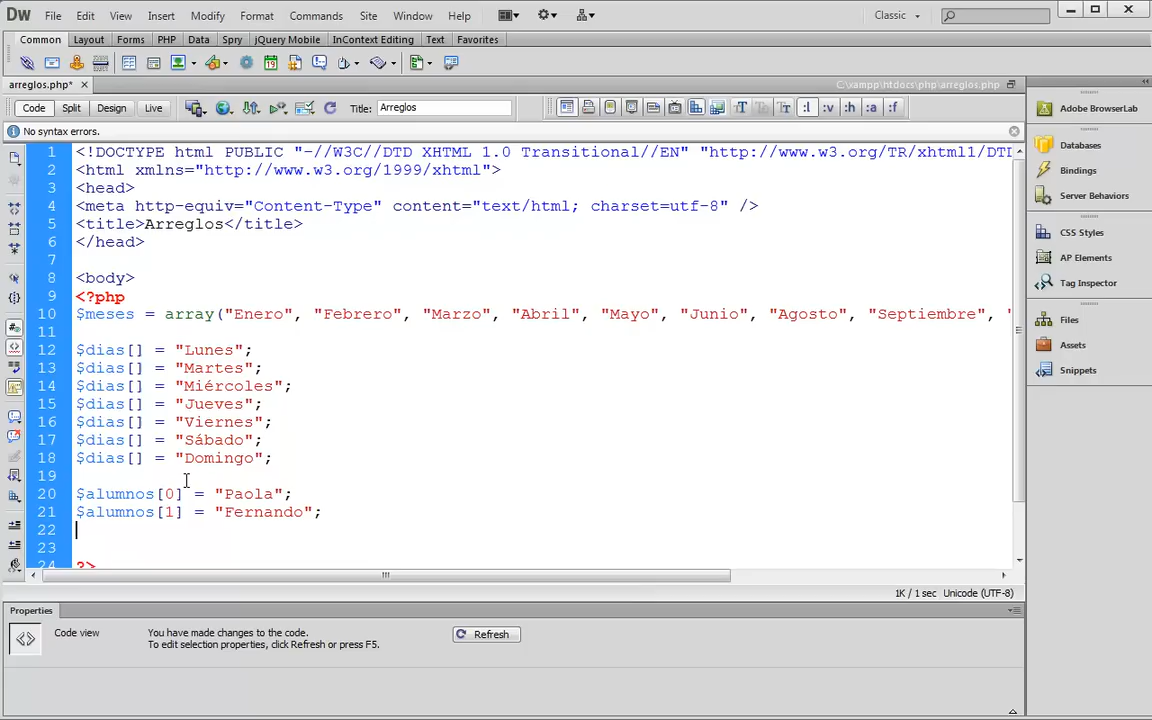 Dw File Edit View Insert Modify Format Commands Site Window Help Classic
Common Layout Forms PHP Data Spry jQuery Mobile InContext Editing Text Favorites
arreglos.php* C:\xampp\htdocs\php\arreglos.php
Code Split Design Live Title: Arreglos
No syntax errors.
1 <!DOCTYPE html PUBLIC "-//W3C//DTD XHTML 1.0 Transitional//EN" "http://www.w3.org/TR/xhtml1/DTD
2 <html xmlns="http://www.w3.org/1999/xhtml">
3 <head>
4 <meta http-equiv="Content-Type" content="text/html; charset=utf-8" />
5 <title>Arreglos</title>
6 </head>
7
8 <body>
9 <?php
10 $meses = array("Enero", "Febrero", "Marzo", "Abril", "Mayo", "Junio", "Agosto", "Septiembre", "
11
12 $dias[] = "Lunes";
13 $dias[] = "Martes";
14 $dias[] = "Miércoles";
15 $dias[] = "Jueves";
16 $dias[] = "Viernes";
17 $dias[] = "Sábado";
18 $dias[] = "Domingo";
19
20 $alumnos[0] = "Paola";
21 $alumnos[1] = "Fernando";
22
23
24 ?>
1K / 1 sec Unicode (UTF-8)
Properties
Code view You have made changes to the code.
To edit selection properties, click Refresh or press F5.
Refresh
Adobe BrowserLab
Databases
Bindings
Server Behaviors
CSS Styles
AP Elements
Tag Inspector
Files
Assets
Snippets